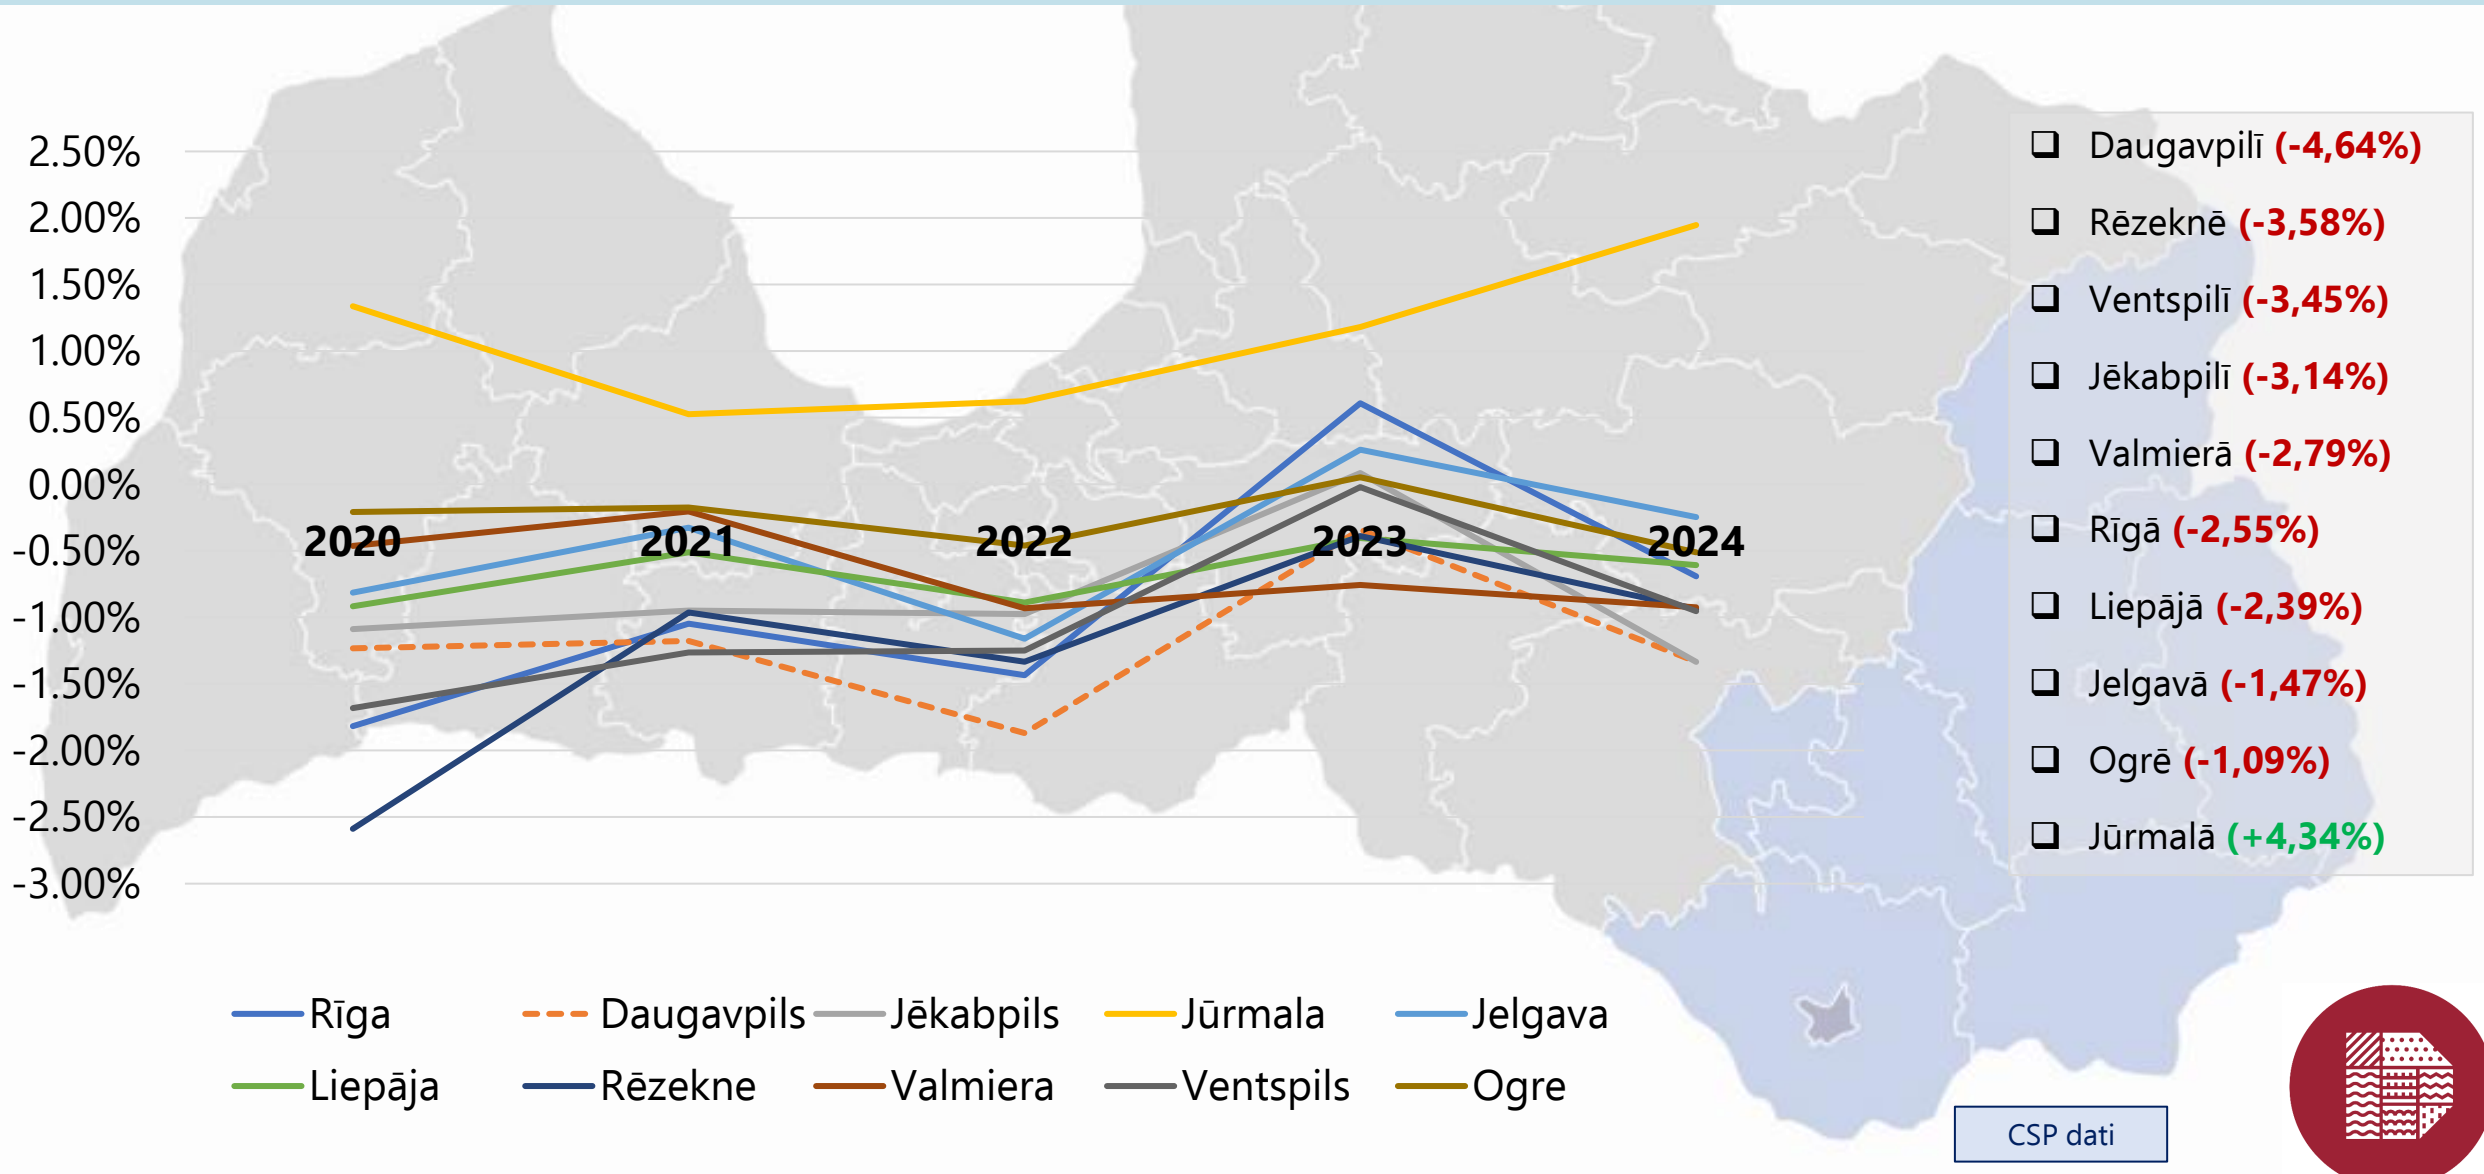 2.50%
2.00%
1.50%
1.00%
0.50%
0.00%
-0.50%
-1.00%
-1.50%
-2.00%
-2.50%
-3.00%
2020
2021
2022
2023
2024
❑ Daugavpilī (-4,64%)
❑ Rēzeknē (-3,58%)
❑ Ventspilī (-3,45%)
❑ Jēkabpilī (-3,14%)
❑ Valmierā (-2,79%)
❑ Rīgā (-2,55%)
❑ Liepājā (-2,39%)
❑ Jelgavā (-1,47%)
❑ Ogrē (-1,09%)
❑ Jūrmalā (+4,34%)
Rīga Daugavpils Jēkabpils Jūrmala Jelgava
Liepāja Rēzekne Valmiera Ventspils Ogre
CSP dati